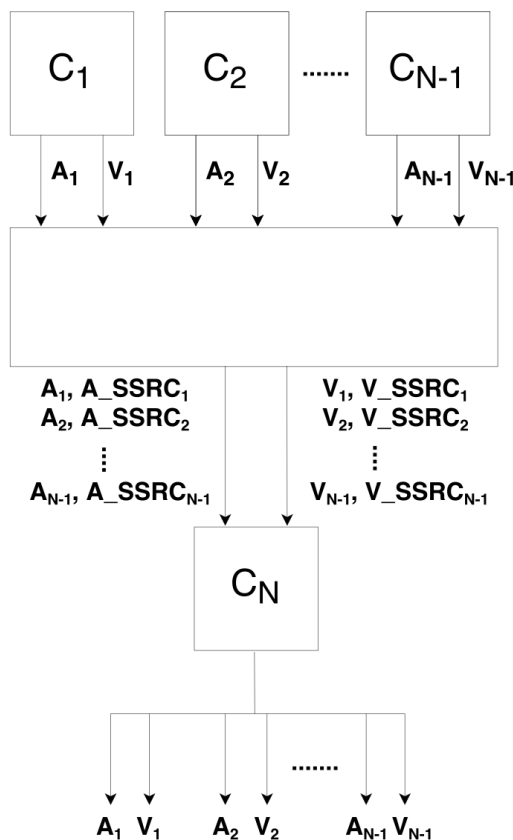 C1 C2 ........ CN-1
A1 V1 A2 V2 AN-1 VN-1
A1, A_SSRC1 V1, V_SSRC1
A2, A_SSRC2 V2, V_SSRC2
AN-1, A_SSRCN-1 VN-1, V_SSRCN-1
CN
A1 V1 A2 V2 ........ AN-1 VN-1